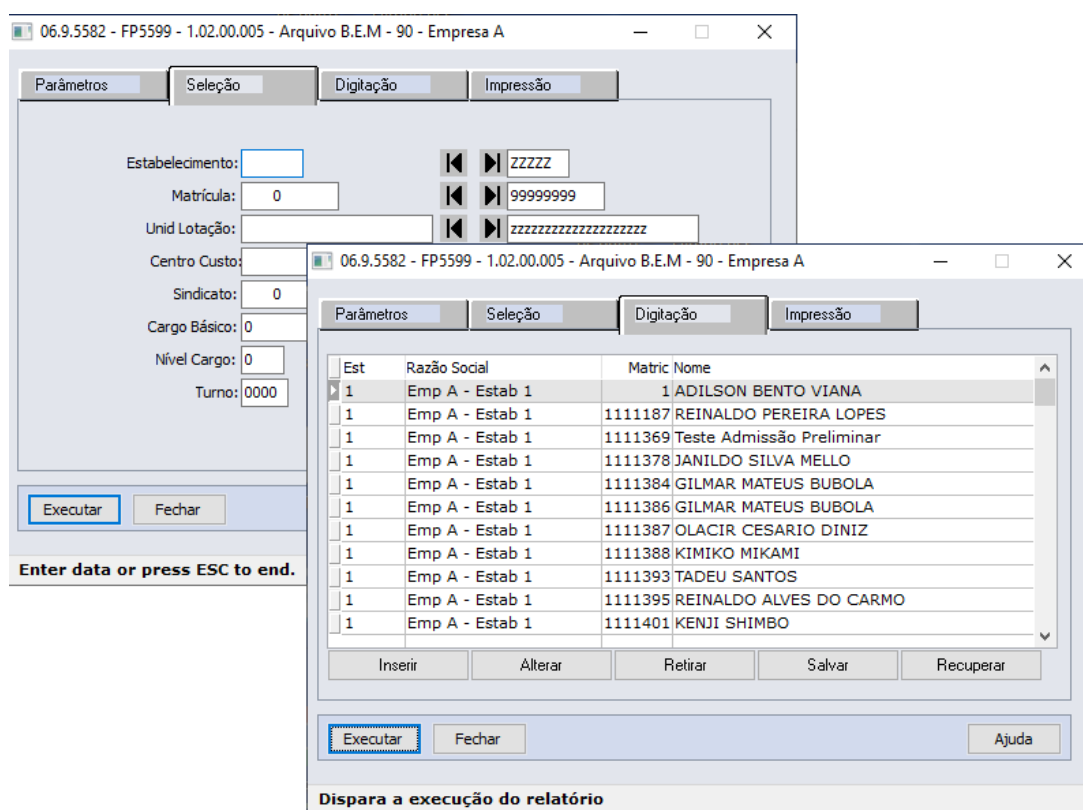 06.9.5582 - FP5599 - 1.02.00.005 - Arquivo B.E.M - 90 - Empresa A
Parâmetros Seleção Digitação Impressão
Estabelecimento: ZZZZZ
Matrícula: 0 99999999
Unid Lotação: zzzzzzzzzzzzzzzzzzzz
Centro Custo:
Sindicato: 0
Cargo Básico: 0
Nível Cargo: 0
Turno: 0000
Executar Fechar
Enter data or press ESC to end.
06.9.5582 - FP5599 - 1.02.00.005 - Arquivo B.E.M - 90 - Empresa A
Parâmetros Seleção Digitação Impressão
Est Razão Social Matric Nome
1 Emp A - Estab 1 1 ADILSON BENTO VIANA
1 Emp A - Estab 1 1111187 REINALDO PEREIRA LOPES
1 Emp A - Estab 1 1111369 Teste Admissão Preliminar
1 Emp A - Estab 1 1111378 JANILDO SILVA MELLO
1 Emp A - Estab 1 1111384 GILMAR MATEUS BUBOLA
1 Emp A - Estab 1 1111386 GILMAR MATEUS BUBOLA
1 Emp A - Estab 1 1111387 OLACIR CESARIO DINIZ
1 Emp A - Estab 1 1111388 KIMIKO MIKAMI
1 Emp A - Estab 1 1111393 TADEU SANTOS
1 Emp A - Estab 1 1111395 REINALDO ALVES DO CARMO
1 Emp A - Estab 1 1111401 KENJI SHIMBO
Inserir Alterar Retirar Salvar Recuperar
Executar Fechar Ajuda
Dispara a execução do relatório